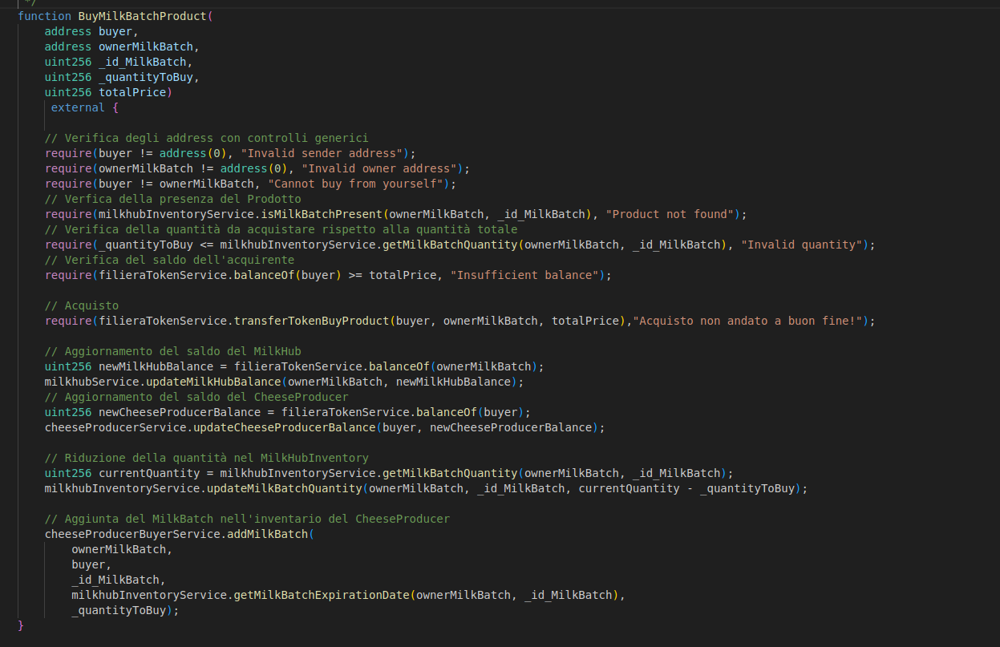 */
function BuyMilkBatchProduct(
address buyer,
address ownerMilkBatch,
uint256 _id_MilkBatch,
uint256 _quantityToBuy,
uint256 totalPrice)
external {
// Verifica degli address con controlli generici
require(buyer != address(0), "Invalid sender address");
require(ownerMilkBatch != address(0), "Invalid owner address");
require(buyer != ownerMilkBatch, "Cannot buy from yourself");
// Verfica della presenza del Prodotto
require(milkhubInventoryService.isMilkBatchPresent(ownerMilkBatch, _id_MilkBatch), "Product not found");
// Verifica della quantità da acquistare rispetto alla quantità totale
require(_quantityToBuy <= milkhubInventoryService.getMilkBatchQuantity(ownerMilkBatch, _id_MilkBatch), "Invalid quantity");
// Verifica del saldo dell'acquirente
require(filieraTokenService.balanceOf(buyer) >= totalPrice, "Insufficient balance");
// Acquisto
require(filieraTokenService.transferTokenBuyProduct(buyer, ownerMilkBatch, totalPrice),"Acquisto non andato a buon fine!");
// Aggiornamento del saldo del MilkHub
uint256 newMilkHubBalance = filieraTokenService.balanceOf(ownerMilkBatch);
milkhubService.updateMilkHubBalance(ownerMilkBatch, newMilkHubBalance);
// Aggiornamento del saldo del CheeseProducer
uint256 newCheeseProducerBalance = filieraTokenService.balanceOf(buyer);
cheeseProducerService.updateCheeseProducerBalance(buyer, newCheeseProducerBalance);
// Riduzione della quantità nel MilkHubInventory
uint256 currentQuantity = milkhubInventoryService.getMilkBatchQuantity(ownerMilkBatch, _id_MilkBatch);
milkhubInventoryService.updateMilkBatchQuantity(ownerMilkBatch, _id_MilkBatch, currentQuantity - _quantityToBuy);
// Aggiunta del MilkBatch nell'inventario del CheeseProducer
cheeseProducerBuyerService.addMilkBatch(
ownerMilkBatch,
buyer,
_id_MilkBatch,
milkhubInventoryService.getMilkBatchExpirationDate(ownerMilkBatch, _id_MilkBatch),
_quantityToBuy);
}